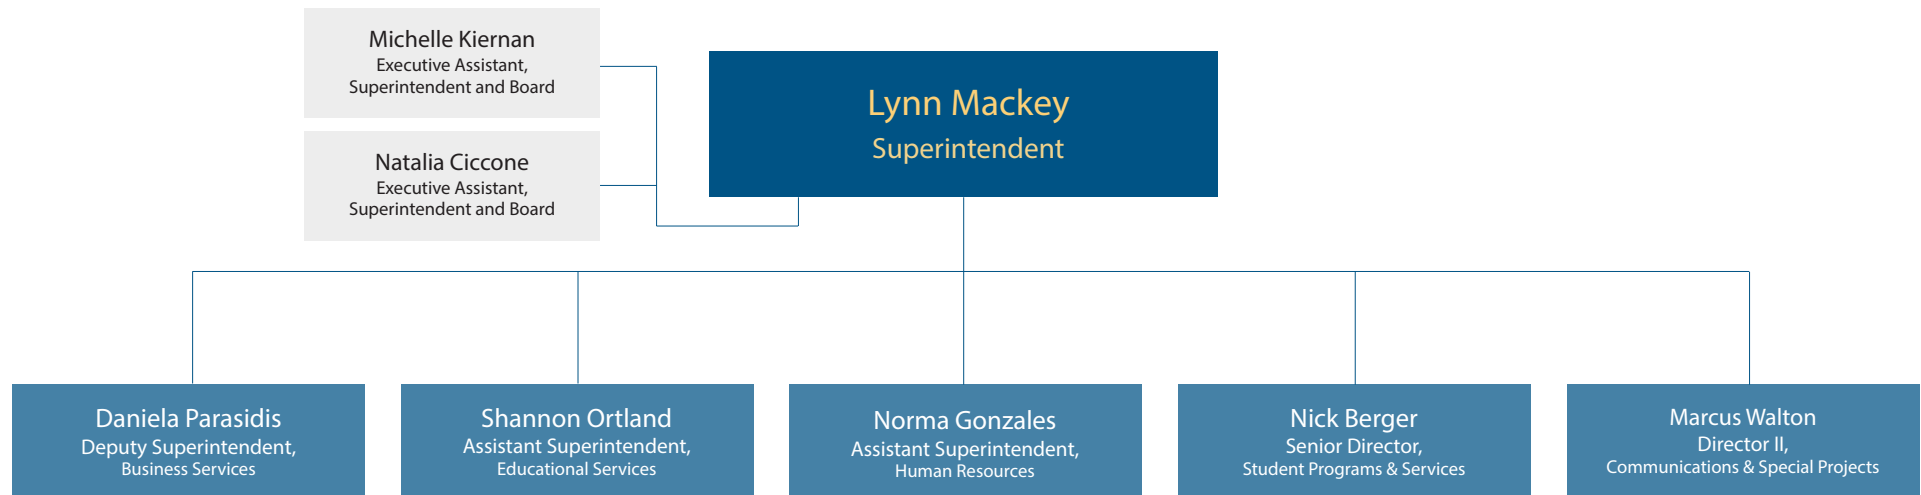 Michelle Kiernan
Executive Assistant,
Superintendent and Board
Natalia Ciccone
Executive Assistant,
Superintendent and Board
Lynn Mackey
Superintendent
Daniela Parasidis
Deputy Superintendent,
Business Services
Shannon Ortland
Assistant Superintendent,
Educational Services
Norma Gonzales
Assistant Superintendent,
Human Resources
Nick Berger
Senior Director,
Student Programs & Services
Marcus Walton
Director II,
Communications & Special Projects